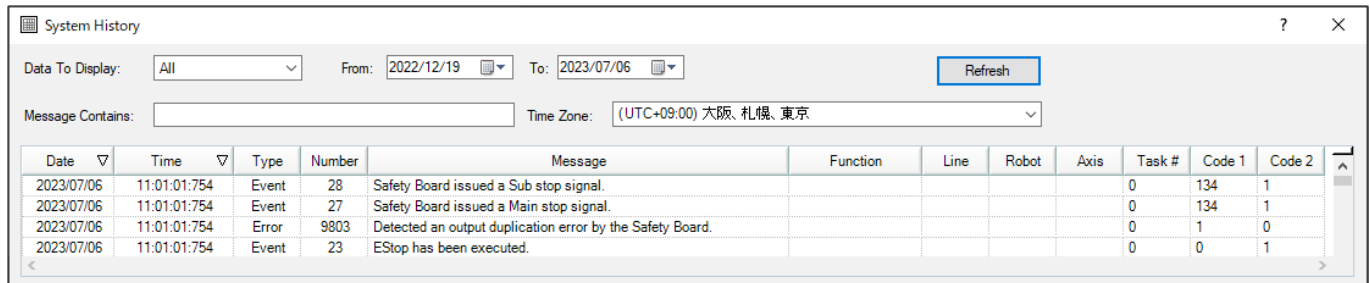 System History ? ×
Data To Display: All From: 2022/12/19 To: 2023/07/06 Refresh
Message Contains: Time Zone: (UTC+09:00) 大阪、札幌、東京
Date Time Type Number Message Function Line Robot Axis Task # Code 1 Code 2
2023/07/06 11:01:01:754 Event 28 Safety Board issued a Sub stop signal. 0 134 1
2023/07/06 11:01:01:754 Event 27 Safety Board issued a Main stop signal. 0 134 1
2023/07/06 11:01:01:754 Error 9803 Detected an output duplication error by the Safety Board. 0 1 0
2023/07/06 11:01:01:754 Event 23 EStop has been executed. 0 0 1